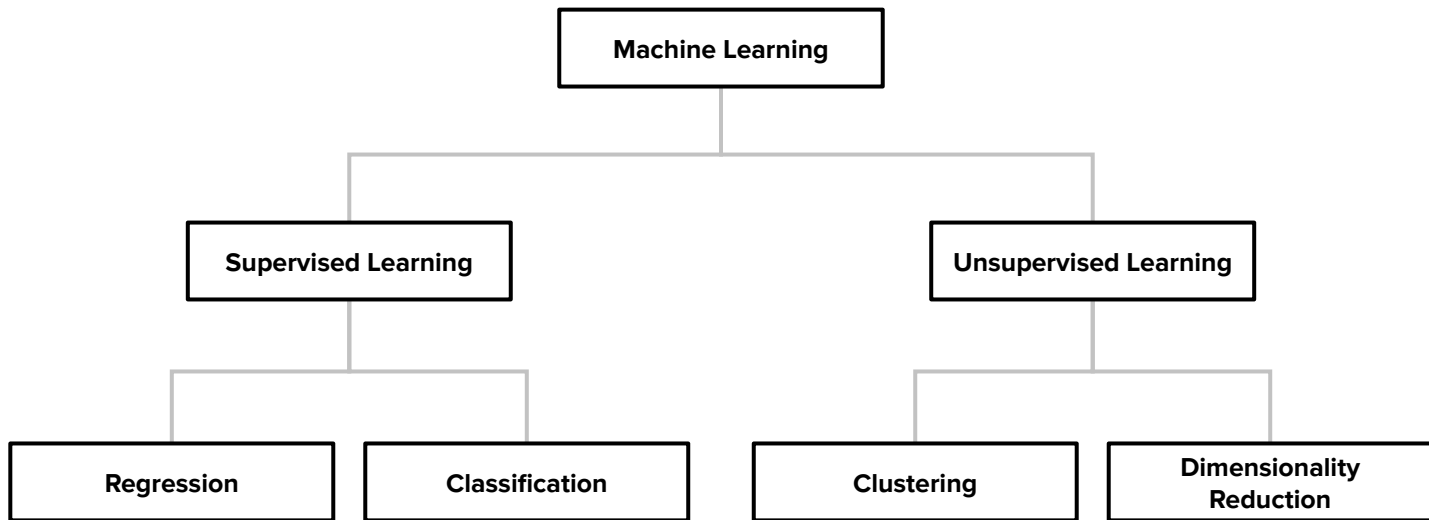 Machine Learning
Supervised Learning
Unsupervised Learning
Regression
Classification
Clustering
Dimensionality
Reduction